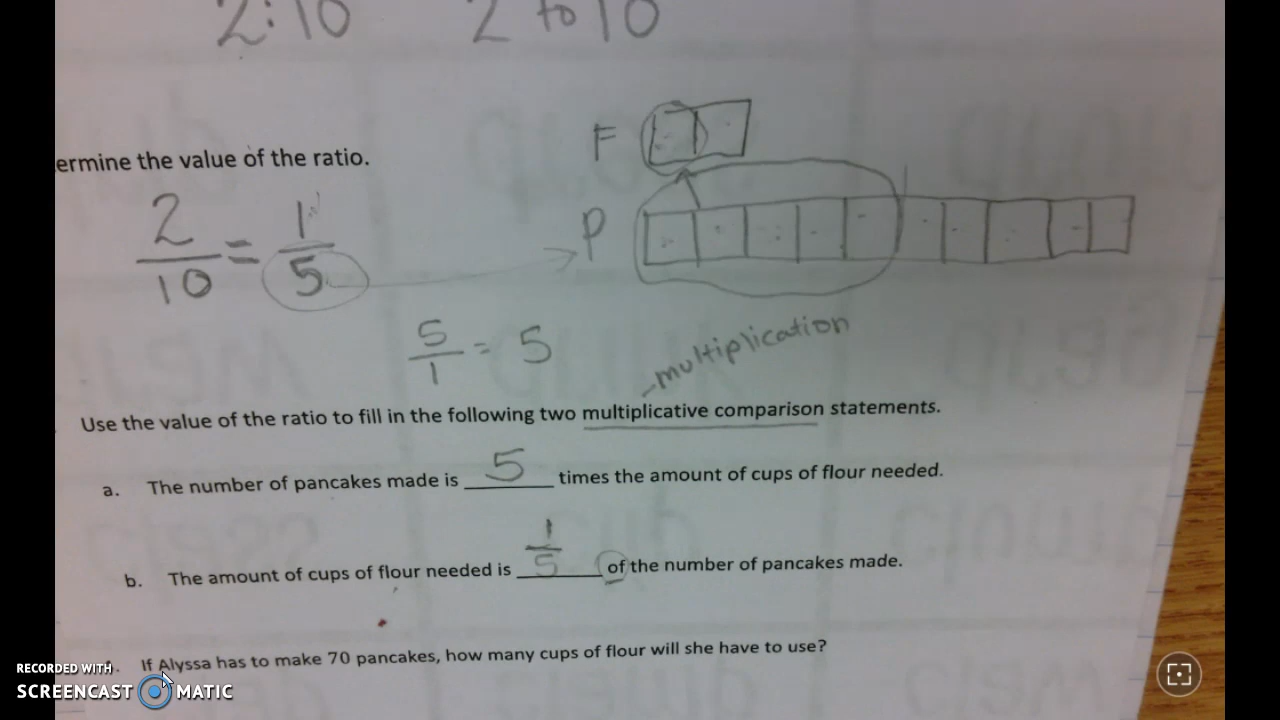 2:10 2 to 10
F
ermine the value of the ratio.
2/10 = 1/5
P
5/1 = 5
multiplication
Use the value of the ratio to fill in the following two multiplicative comparison statements.
a. The number of pancakes made is 5 times the amount of cups of flour needed.
b. The amount of cups of flour needed is 1/5 of the number of pancakes made.
If Alyssa has to make 70 pancakes, how many cups of flour will she have to use?
RECORDED WITH
SCREENCAST MATIC